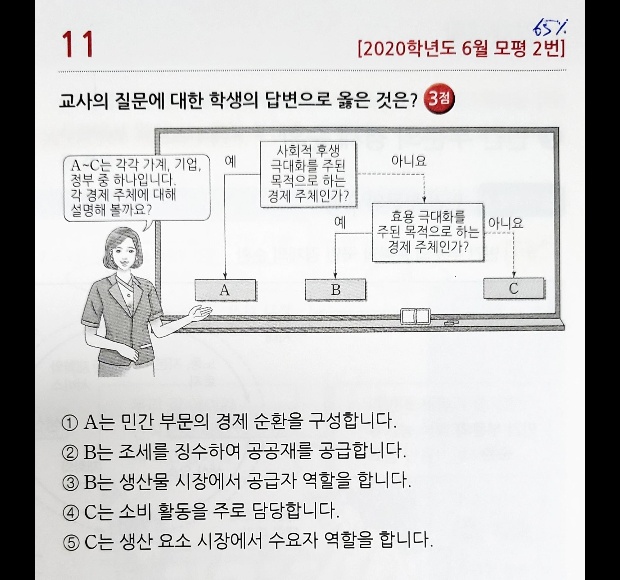 65%
11
[2020학년도 6월 모평 2번]
교사의 질문에 대한 학생의 답변으로 옳은 것은? 3점
A~C는 각각 가계, 기업,
정부 중 하나입니다.
각 경제 주체에 대해
설명해 볼까요?
예
사회적 후생
극대화를 주된
목적으로 하는
경제 주체인가?
아니요
예
효용 극대화를
주된 목적으로 하는
경제 주체인가?
아니요
A
B
C
① A는 민간 부문의 경제 순환을 구성합니다.
② B는 조세를 징수하여 공공재를 공급합니다.
③ B는 생산물 시장에서 공급자 역할을 합니다.
④ C는 소비 활동을 주로 담당합니다.
⑤ C는 생산 요소 시장에서 수요자 역할을 합니다.